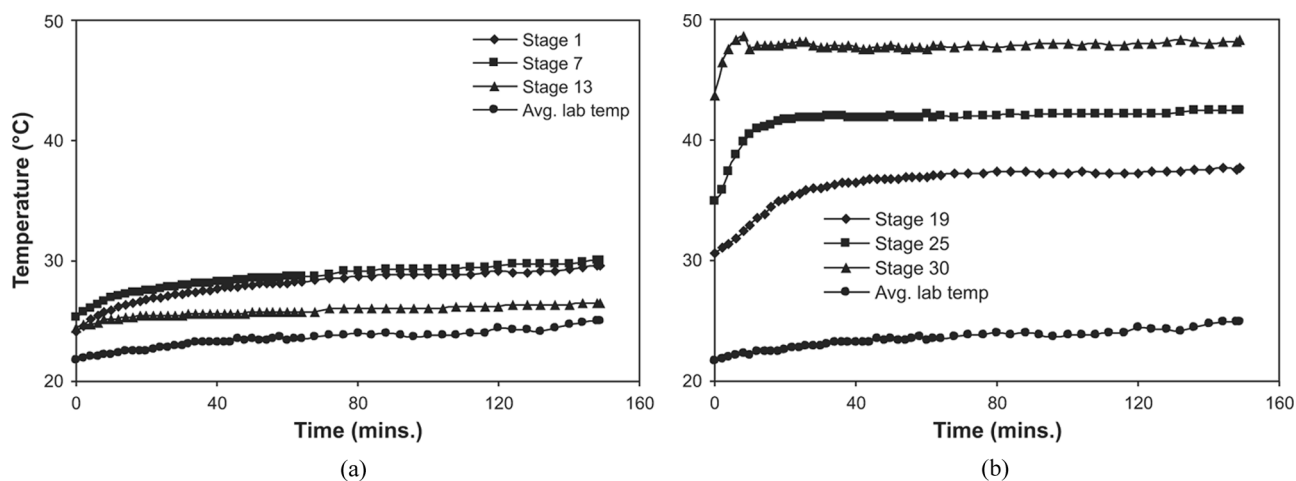 50
40
30
20
Temperature (°C)
Stage 1
Stage 7
Stage 13
Avg. lab temp
0 40 80 120 160
Time (mins.)
(a)
50
40
30
20
Stage 19
Stage 25
Stage 30
Avg. lab temp
0 40 80 120 160
Time (mins.)
(b)